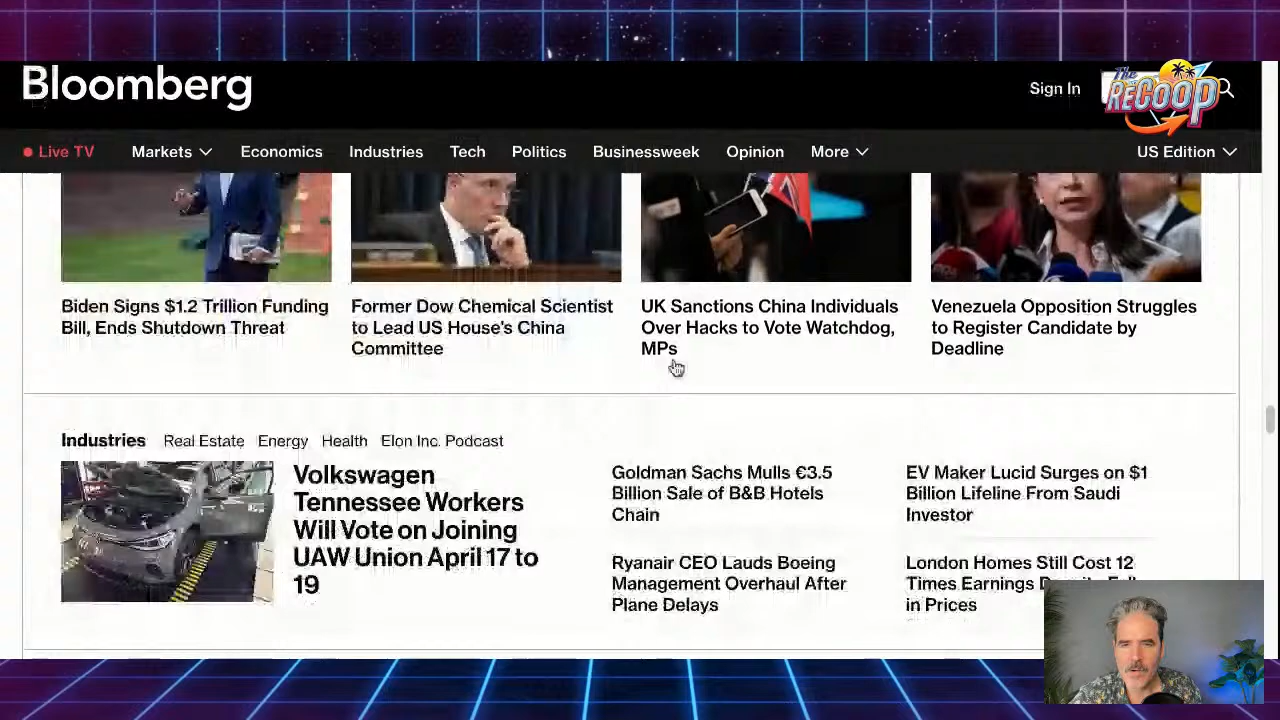 Bloomberg
Sign In
The
RECOOP
Live TV Markets Economics Industries Tech Politics Businessweek Opinion More US Edition
Biden Signs $1.2 Trillion Funding
Bill, Ends Shutdown Threat
Former Dow Chemical Scientist
to Lead US House's China
Committee
UK Sanctions China Individuals
Over Hacks to Vote Watchdog,
MPs
Venezuela Opposition Struggles
to Register Candidate by
Deadline
Industries Real Estate Energy Health Elon Inc. Podcast
Volkswagen
Tennessee Workers
Will Vote on Joining
UAW Union April 17 to
19
Goldman Sachs Mulls €3.5
Billion Sale of B&B Hotels
Chain
Ryanair CEO Lauds Boeing
Management Overhaul After
Plane Delays
EV Maker Lucid Surges on $1
Billion Lifeline From Saudi
Investor
London Homes Still Cost 12
Times Earnings
in Prices